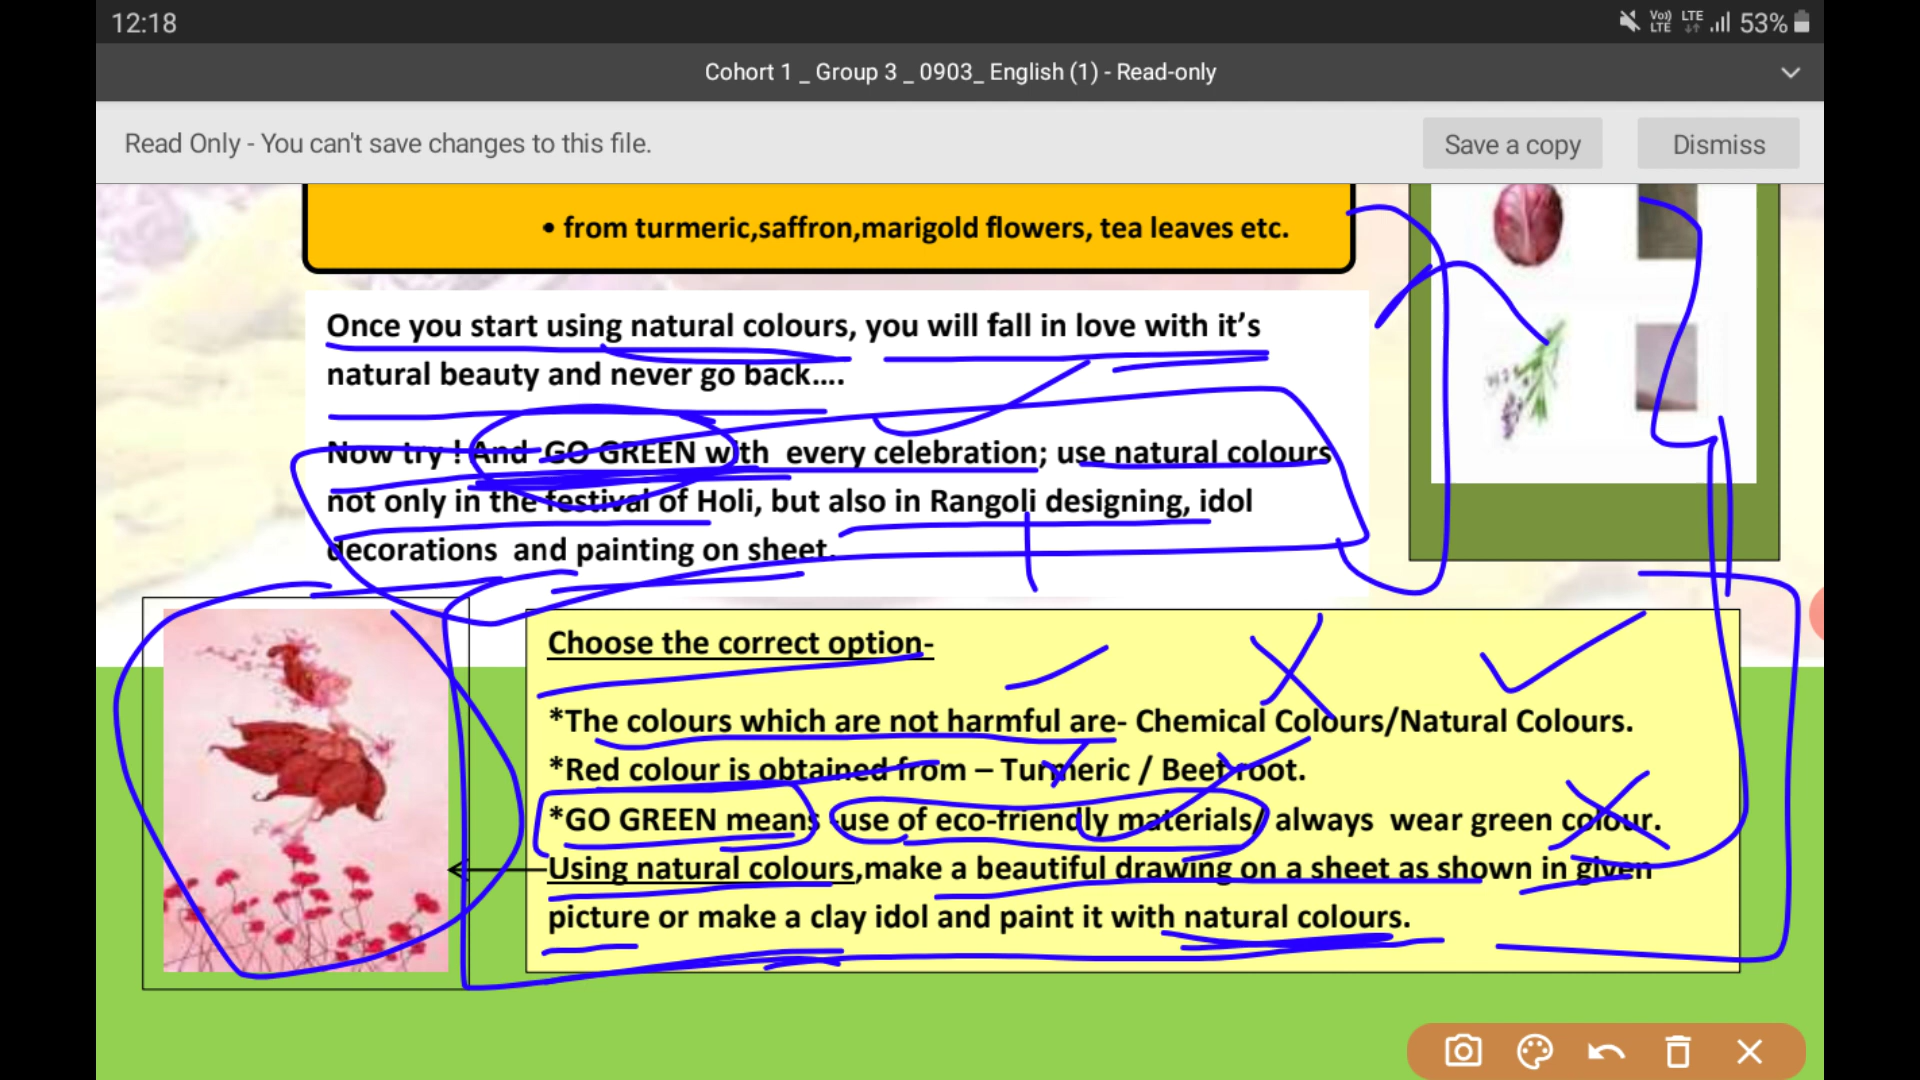 12:18
Vo)) LTE LTE 53%
Cohort 1 _ Group 3 _ 0903_ English (1) - Read-only
Read Only - You can't save changes to this file.
Save a copy
Dismiss
• from turmeric,saffron,marigold flowers, tea leaves etc.
Once you start using natural colours, you will fall in love with it's
natural beauty and never go back....
Now try ! And GO GREEN with every celebration; use natural colours
not only in the festival of Holi, but also in Rangoli designing, idol
decorations and painting on sheet.
Choose the correct option-
*The colours which are not harmful are- Chemical Colours/Natural Colours.
*Red colour is obtained from – Turmeric / Beet root.
*GO GREEN means -use of eco-friendly materials/ always wear green colour.
Using natural colours,make a beautiful drawing on a sheet as shown in given
picture or make a clay idol and paint it with natural colours.